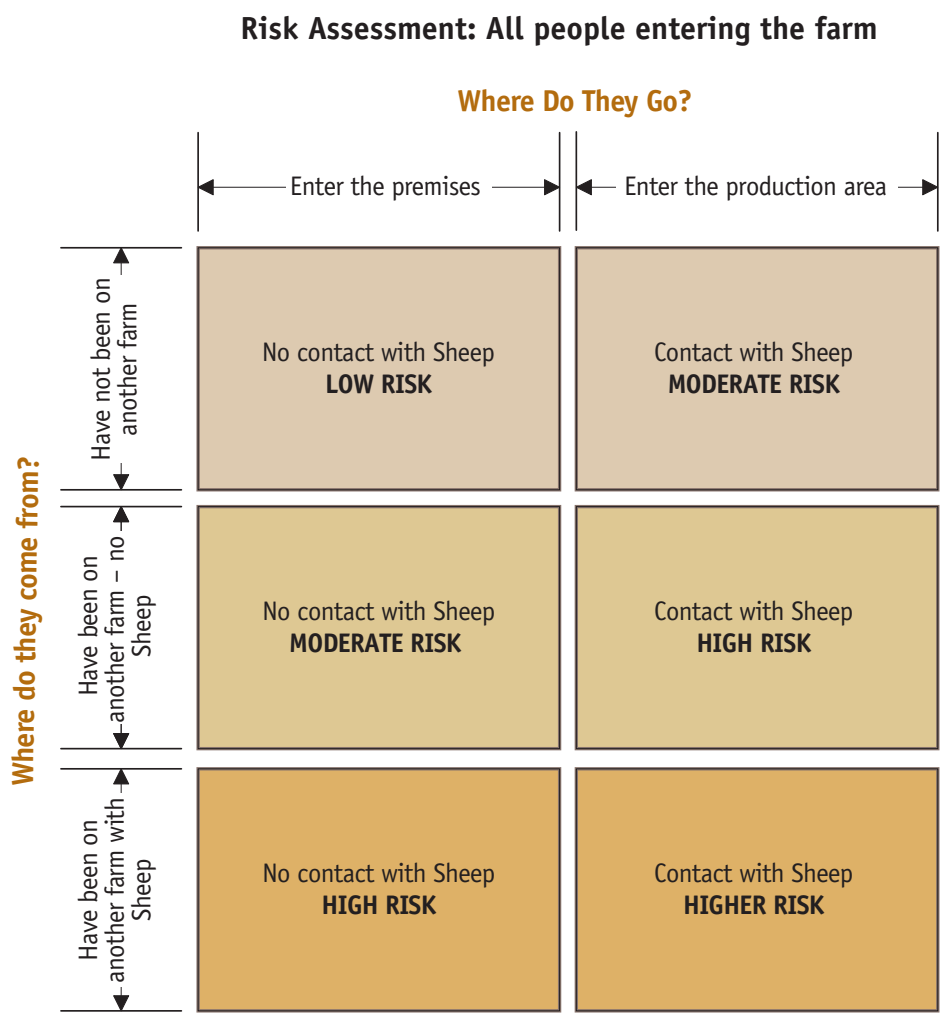 Risk Assessment: All people entering the farm
Where Do They Go?
Enter the premises
Enter the production area
Where do they come from?
Have not been on
another farm
No contact with Sheep
LOW RISK
Contact with Sheep
MODERATE RISK
Have been on
another farm – no
Sheep
No contact with Sheep
MODERATE RISK
Contact with Sheep
HIGH RISK
Have been on
another farm with
Sheep
No contact with Sheep
HIGH RISK
Contact with Sheep
HIGHER RISK